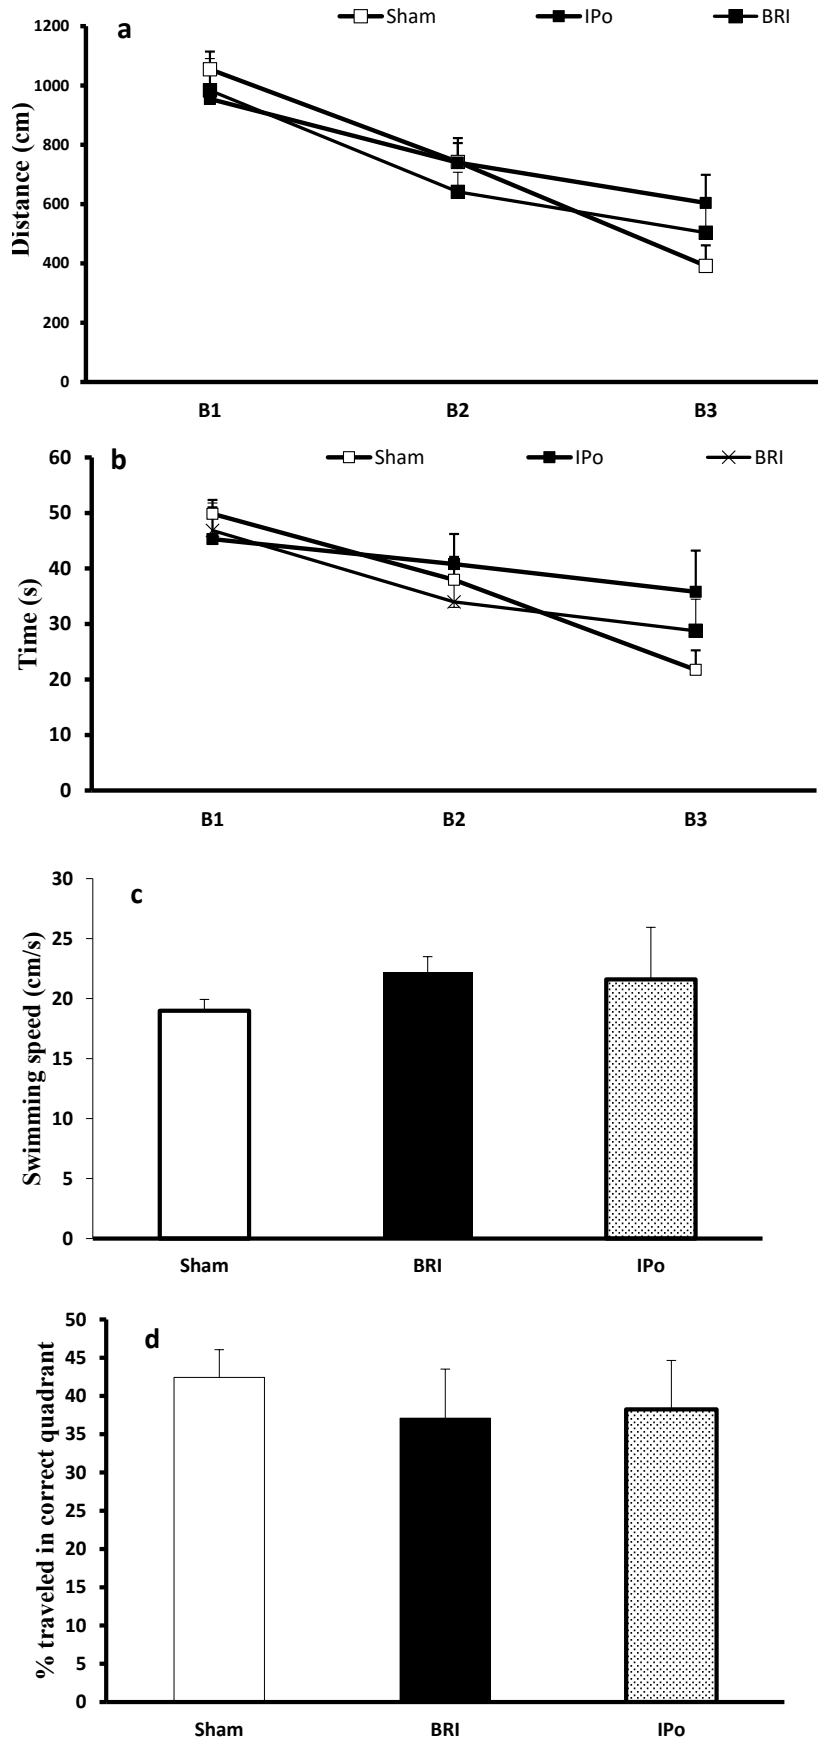 a
Sham IPo BRI
Distance (cm)
1200
1000
800
600
400
200
0
B1 B2 B3
b
Sham IPo BRI
Time (s)
60
50
40
30
20
10
0
B1 B2 B3
c
Swimming speed (cm/s)
30
25
20
15
10
5
0
Sham BRI IPo
d
% traveled in correct quadrant
50
45
40
35
30
25
20
15
10
5
0
Sham BRI IPo